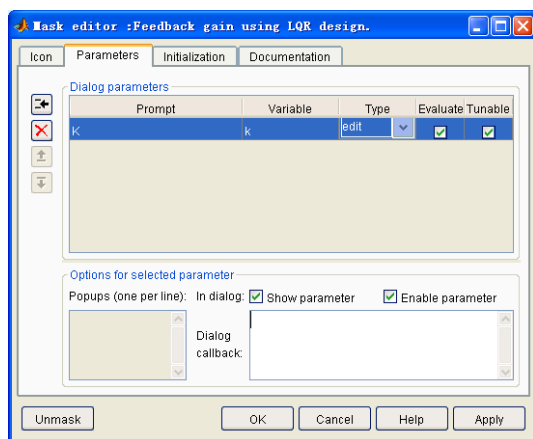 Mask editor :Feedback gain using LQR design.
Icon Parameters Initialization Documentation
Dialog parameters
Prompt Variable Type Evaluate Tunable
K k edit
Options for selected parameter
Popups (one per line): In dialog: Show parameter Enable parameter
Dialog
callback:
Unmask OK Cancel Help Apply